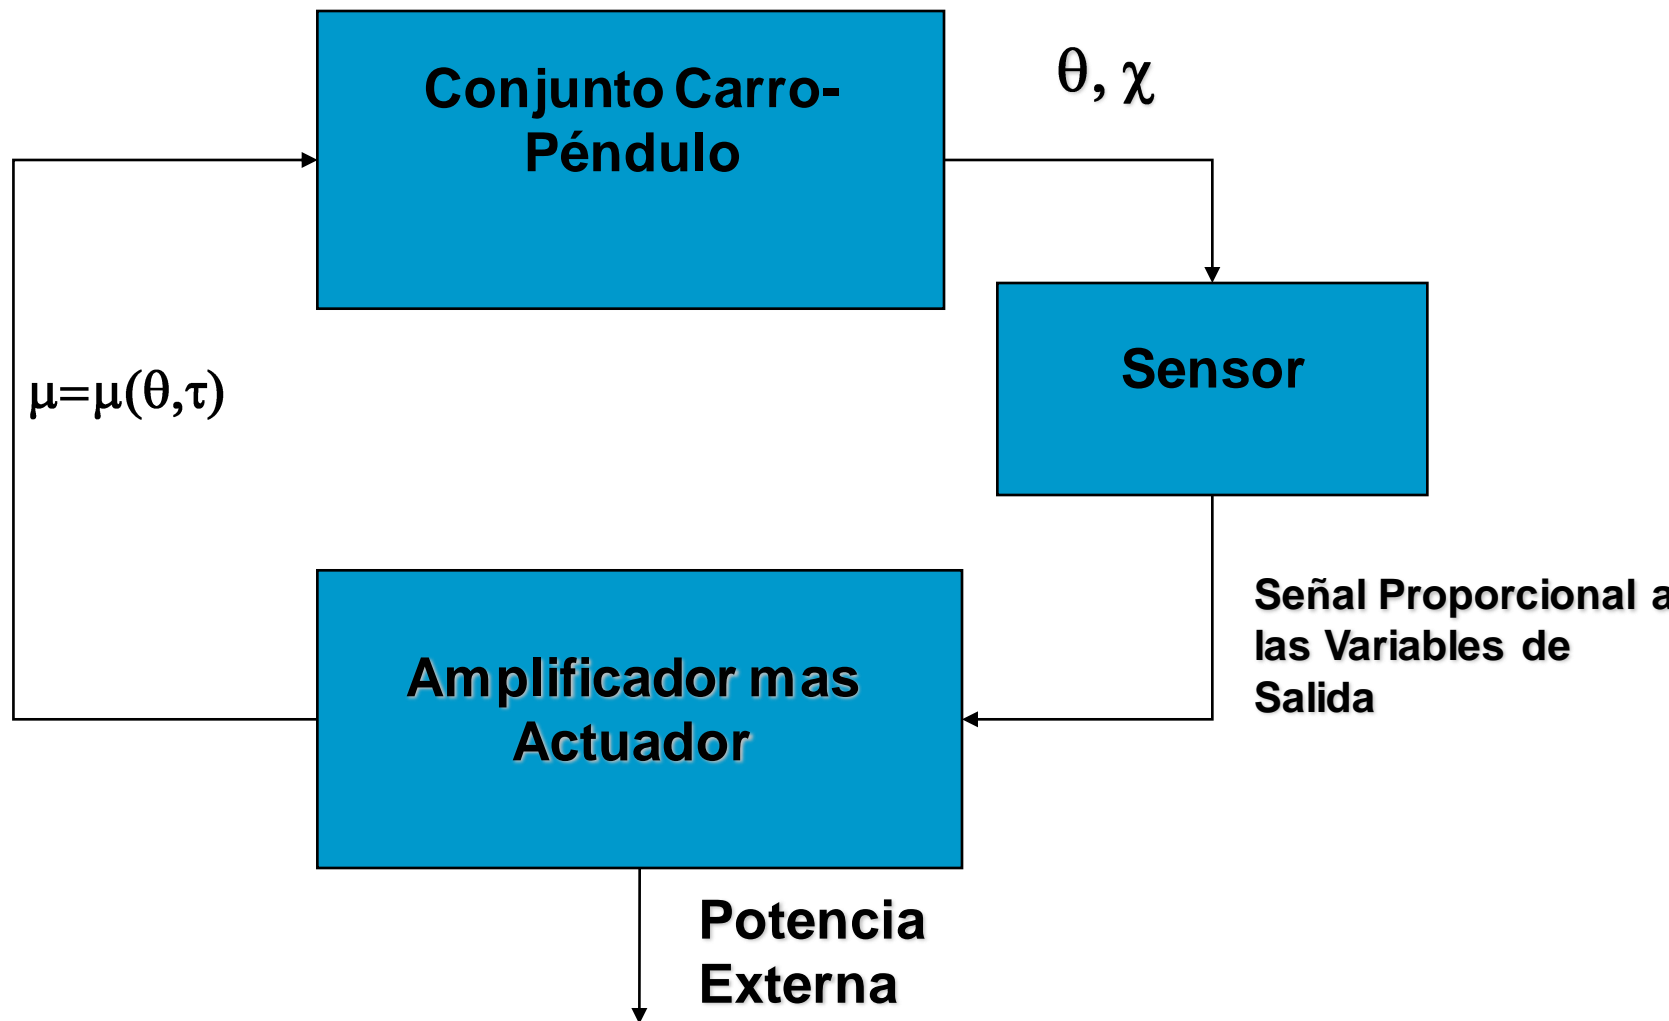 Conjunto Carro-
Péndulo
θ, χ
Sensor
μ=μ(θ,τ)
Señal Proporcional a
las Variables de
Salida
Amplificador mas
Actuador
Potencia
Externa